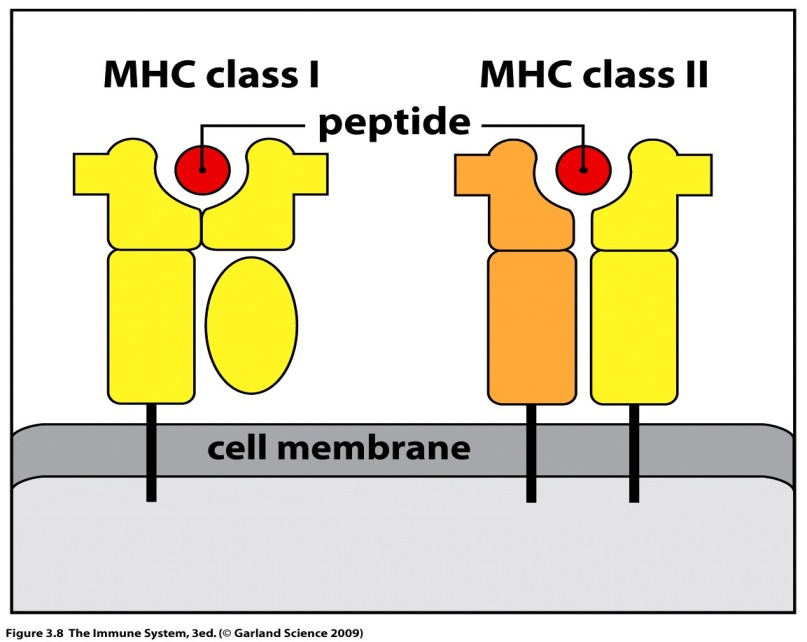 MHC class I
MHC class II
peptide
cell membrane
Figure 3.8 The Immune System, 3ed. (© Garland Science 2009)